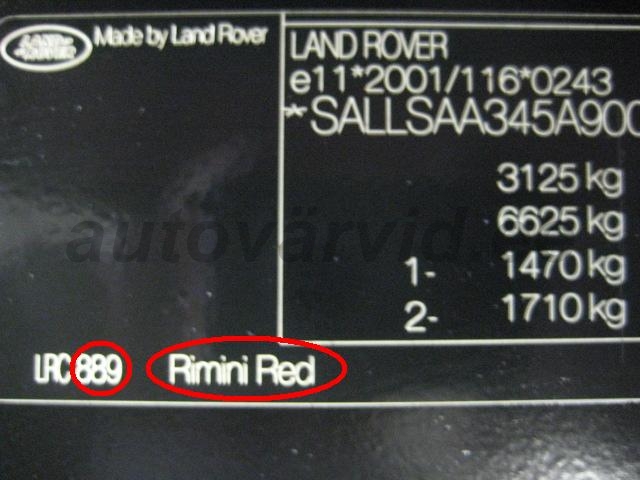 LAND ROVER Made by Land Rover
LAND ROVER
e11*2001/116*0243
*SALLSAA345A900
3125 kg
6625 kg
1- 1470 kg
2- 1710 kg
autovärvid.
LRC 889 Rimini Red